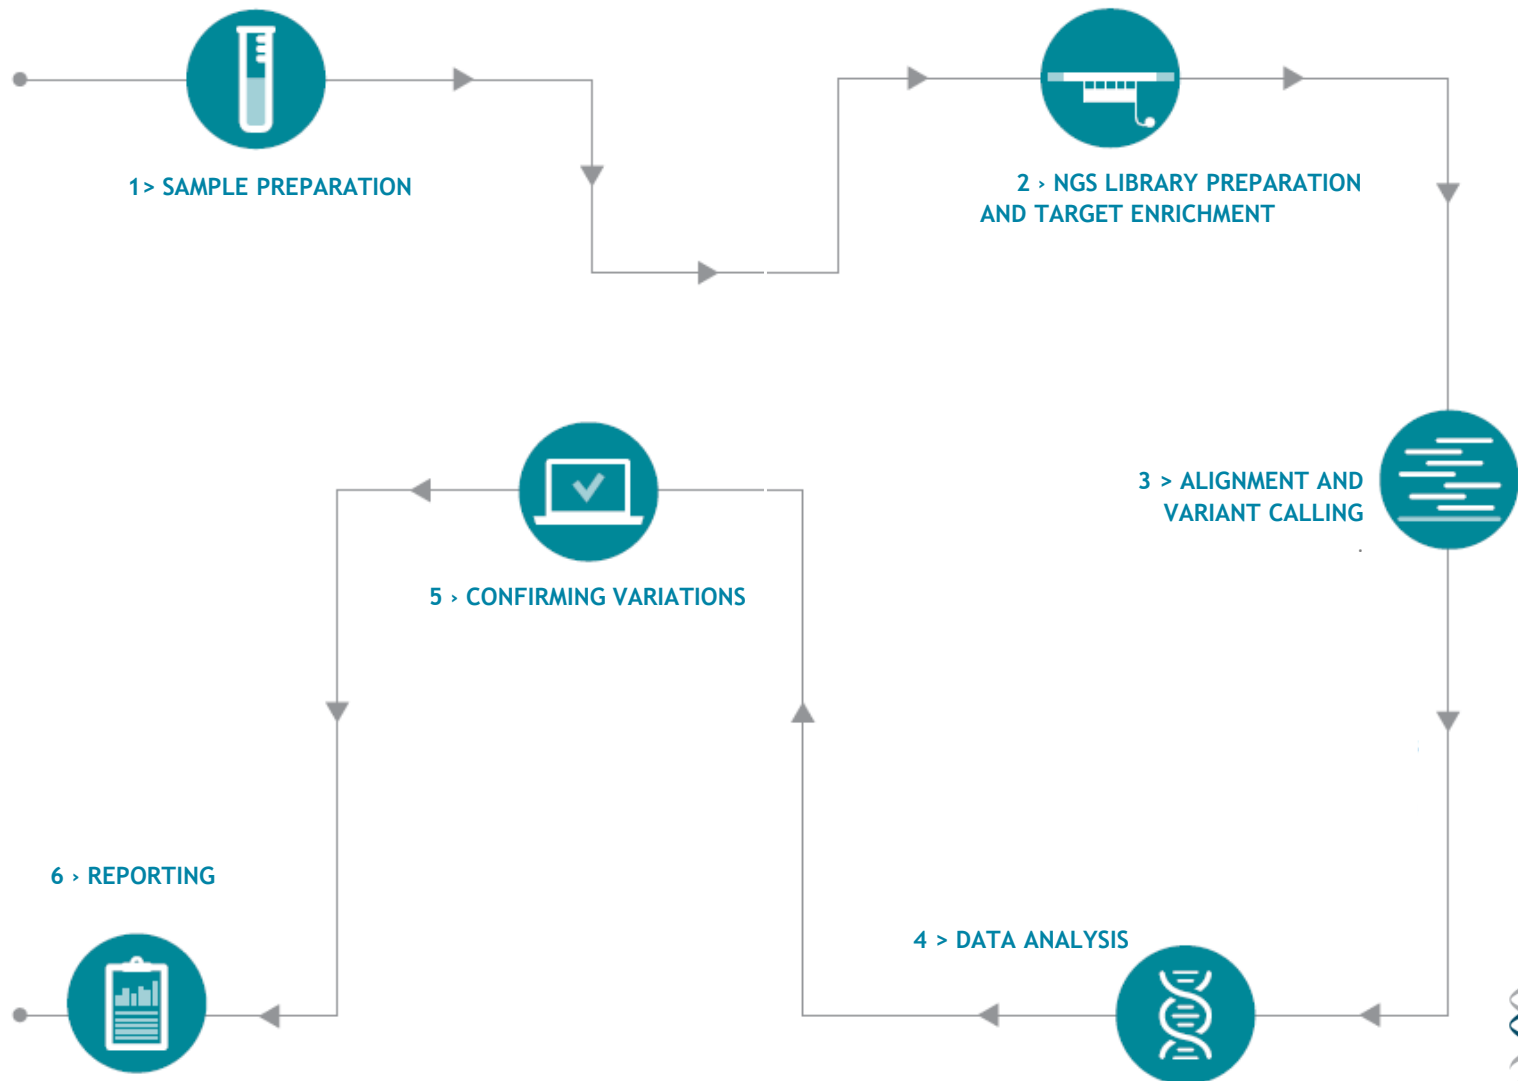 1> SAMPLE PREPARATION
2 › NGS LIBRARY PREPARATION
AND TARGET ENRICHMENT
3 > ALIGNMENT AND
VARIANT CALLING
.
5 › CONFIRMING VARIATIONS
6 › REPORTING
4 > DATA ANALYSIS